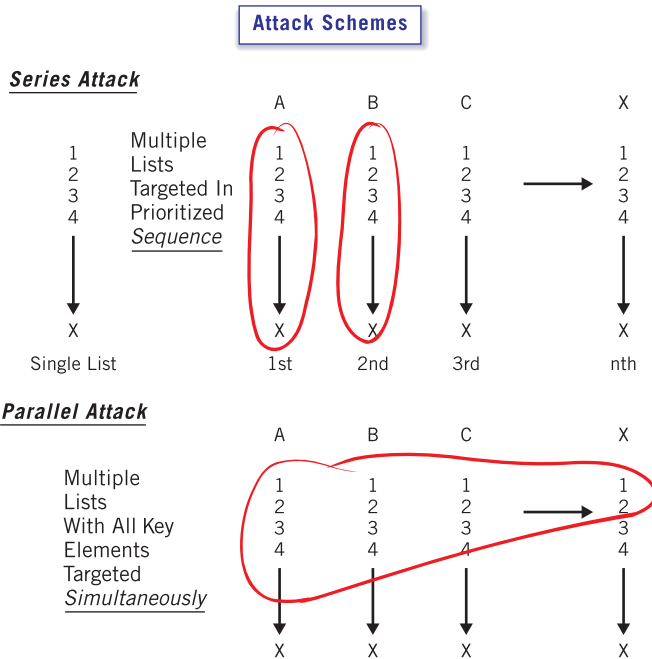 Attack Schemes
Series Attack
A B C X
Multiple
Lists
Targeted In
Prioritized
Sequence
1 1 1 1 1
2 2 2 2 2
3 3 3 3 3
4 4 4 4 4
X X X X X
Single List 1st 2nd 3rd nth
Parallel Attack
A B C X
Multiple
Lists
With All Key
Elements
Targeted
Simultaneously
1 1 1 1
2 2 2 2
3 3 3 3
4 4 4 4
X X X X